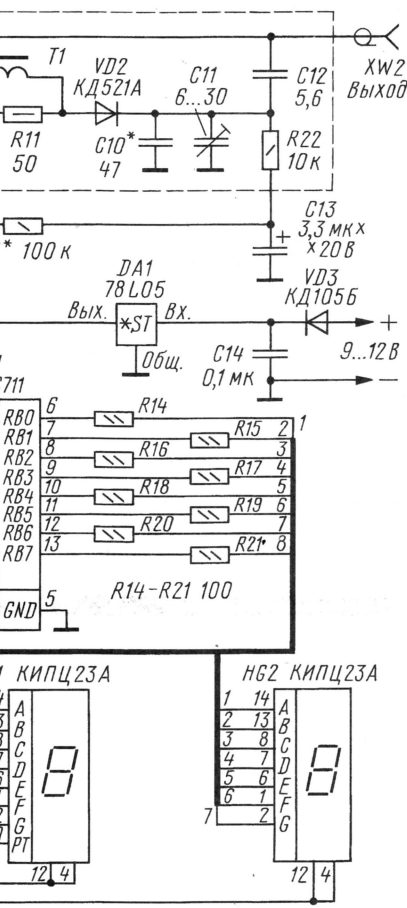 T1
VD2
КД521А
C11
6...30
C12
5,6
XW2
Выход
R11
50
C10*
47
R22
10к
* 100к
C13
+ 3,3 мк×
×20В
DA1
78L05
Вых.
*ST
Вх.
Общ.
VD3
КД105Б
+
9...12В
−
C14
0,1 мк
C711
RB0 6 R14 1
RB1 7 R15 2
RB2 8 R16 3
RB3 9 R17 4
RB4 10 R18 5
RB5 11 R19 6
RB6 12 R20 7
RB7 13 R21 8
GND 5
R14−R21 100
КИПЦ23А
A
B
C
D
E
F
G
PT
12 4
HG2 КИПЦ23А
1 14 A
2 13 B
3 8 C
4 7 D
5 6 E
6 1 F
7 2 G
12 4